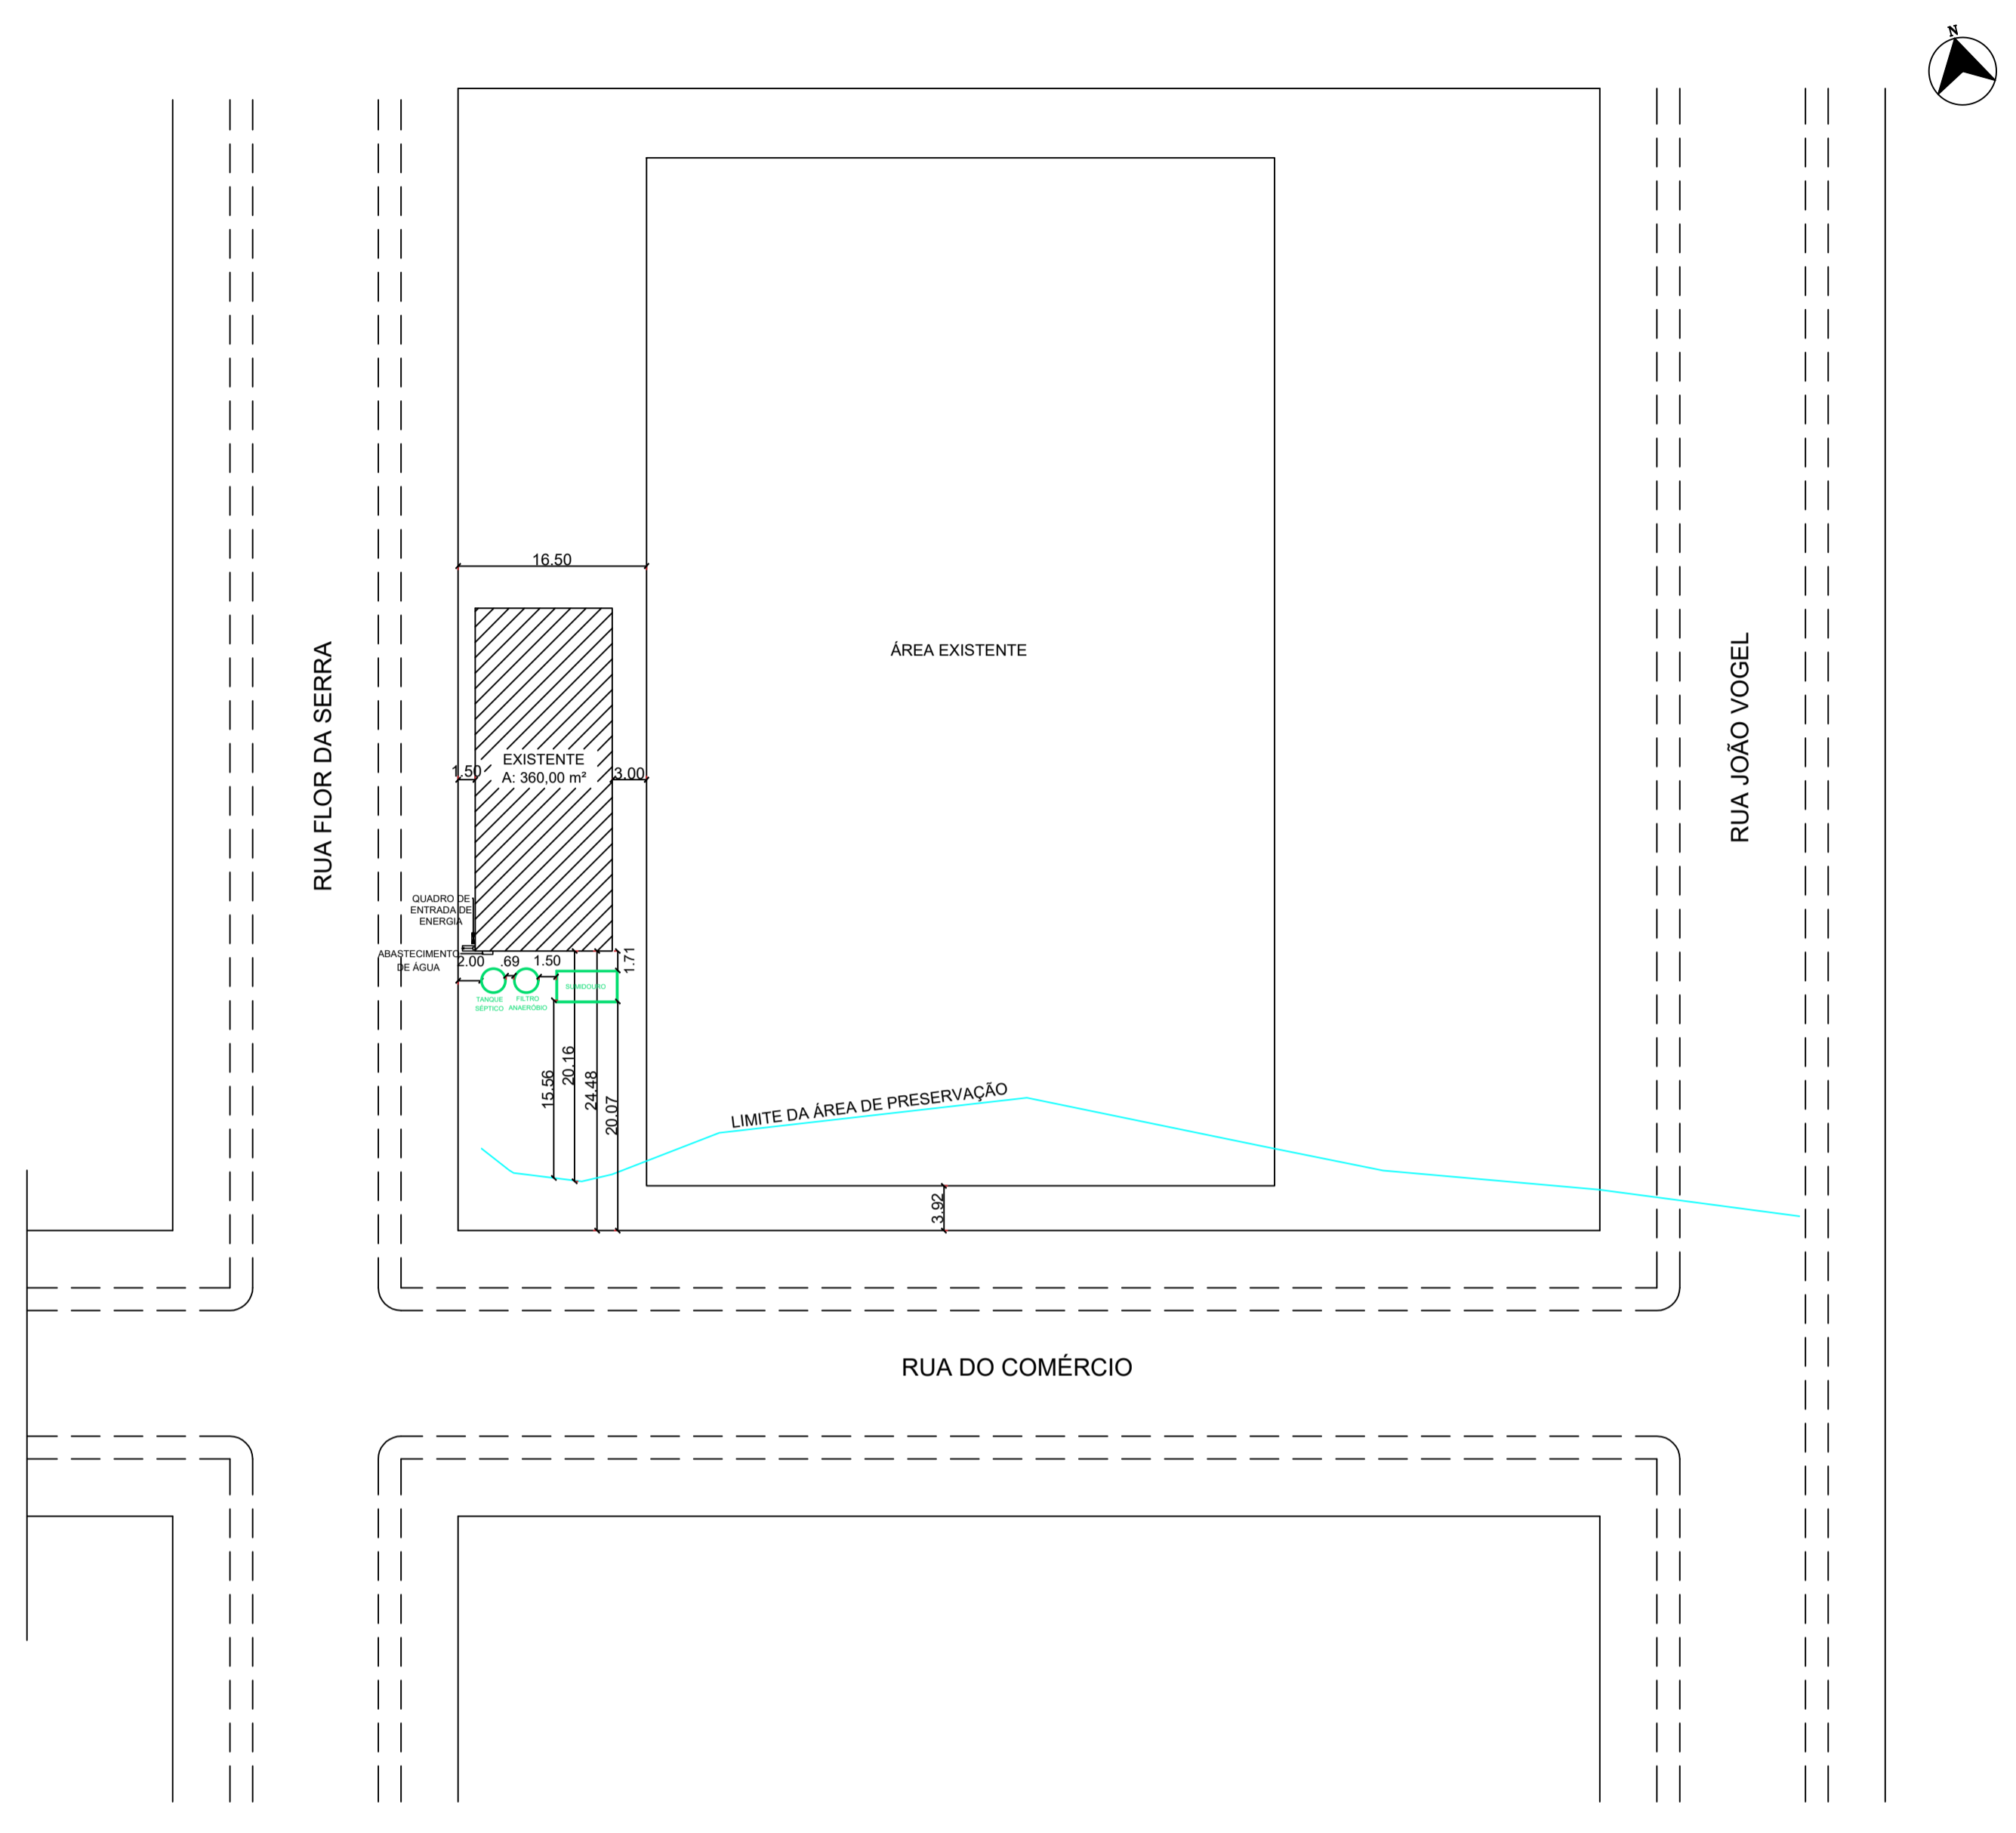 N
16.50
RUA FLOR DA SERRA
ÁREA EXISTENTE
RUA JOÃO VOGEL
EXISTENTE
A: 360,00 m²
1.50
3.00
QUADRO DE
ENTRADA DE
ENERGIA
ABASTECIMENTO
DE ÁGUA
2.00
.69
1.50
1.71
SUMIDOURO
TANQUE
SÉPTICO
FILTRO
ANAERÓBIO
15.56
20.16
24.48
20.07
LIMITE DA ÁREA DE PRESERVAÇÃO
3.92
RUA DO COMÉRCIO